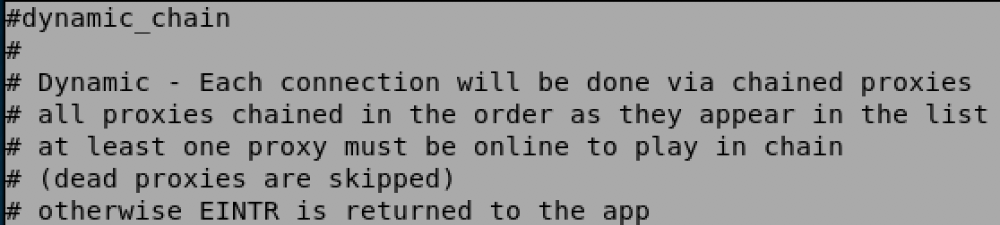 #dynamic_chain
#
# Dynamic - Each connection will be done via chained proxies
# all proxies chained in the order as they appear in the list
# at least one proxy must be online to play in chain
# (dead proxies are skipped)
# otherwise EINTR is returned to the app